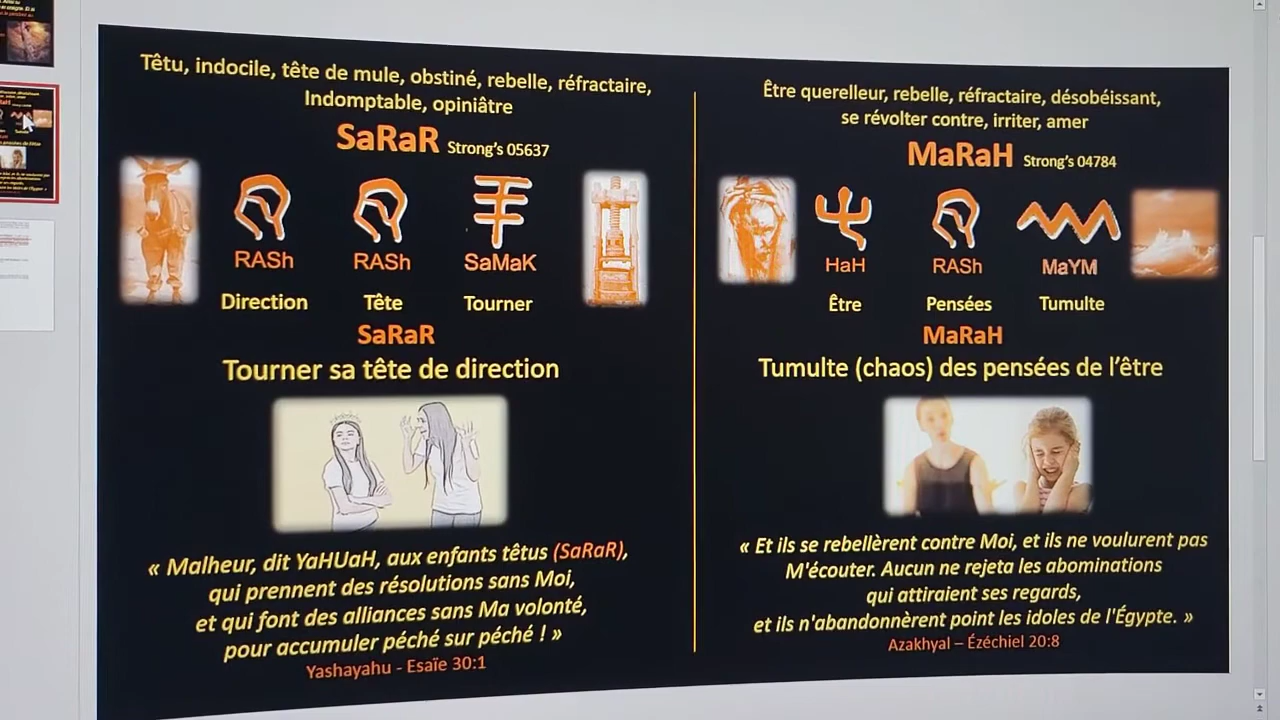 Têtu, indocile, tête de mule, obstiné, rebelle, réfractaire,
Indomptable, opiniâtre
SaRaR Strong's 05637
RASh RASh SaMaK
Direction Tête Tourner
SaRaR
Tourner sa tête de direction
« Malheur, dit YaHUaH, aux enfants têtus (SaRaR),
qui prennent des résolutions sans Moi,
et qui font des alliances sans Ma volonté,
pour accumuler péché sur péché ! »
Yashayahu - Esaïe 30:1
Être querelleur, rebelle, réfractaire, désobéissant,
se révolter contre, irriter, amer
MaRaH Strong's 04784
HaH RASh MaYM
Être Pensées Tumulte
MaRaH
Tumulte (chaos) des pensées de l'être
« Et ils se rebellèrent contre Moi, et ils ne voulurent pas
M'écouter. Aucun ne rejeta les abominations
qui attiraient ses regards,
et ils n'abandonnèrent point les idoles de l'Égypte. »
Azakhyal – Ézéchiel 20:8